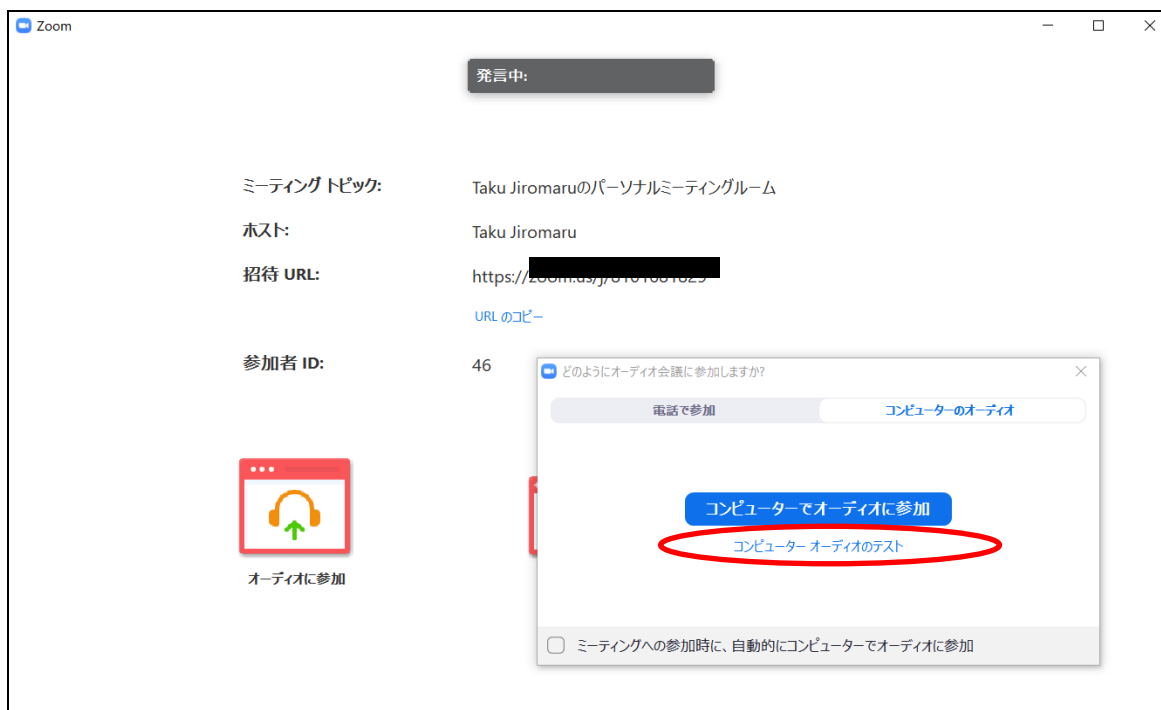 Zoom
発言中:
ミーティング トピック: Taku Jiromaruのパーソナルミーティングルーム
ホスト: Taku Jiromaru
招待 URL: https://
URL のコピー
参加者 ID: 46
どのようにオーディオ会議に参加しますか?
電話で参加 コンピューターのオーディオ
コンピューターでオーディオに参加
コンピューター オーディオのテスト
オーディオに参加
ミーティングへの参加時に、自動的にコンピューターでオーディオに参加